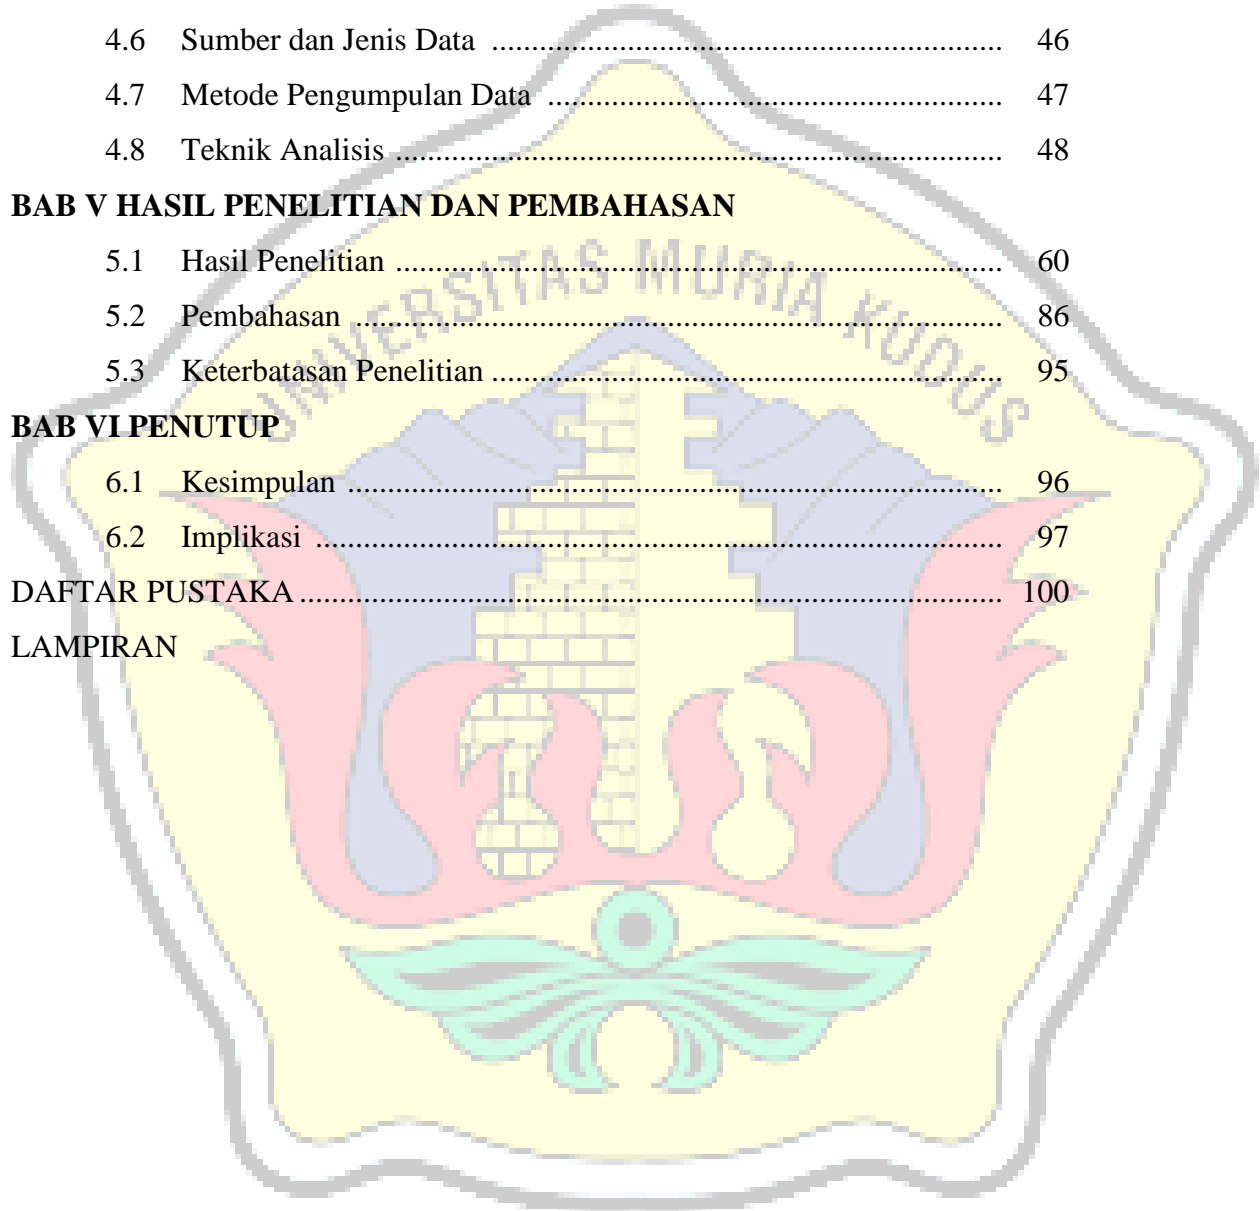 4.6 Sumber dan Jenis Data ................................................................ 46
4.7 Metode Pengumpulan Data ......................................................... 47
4.8 Teknik Analisis ............................................................................ 48
BAB V HASIL PENELITIAN DAN PEMBAHASAN
5.1 Hasil Penelitian ............................................................................ 60
UNIVERSITAS MURIA KUDUS
5.2 Pembahasan ................................................................................. 86
5.3 Keterbatasan Penelitian ................................................................ 95
BAB VI PENUTUP
6.1 Kesimpulan .................................................................................. 96
6.2 Implikasi ...................................................................................... 97
DAFTAR PUSTAKA ........................................................................................ 100
LAMPIRAN